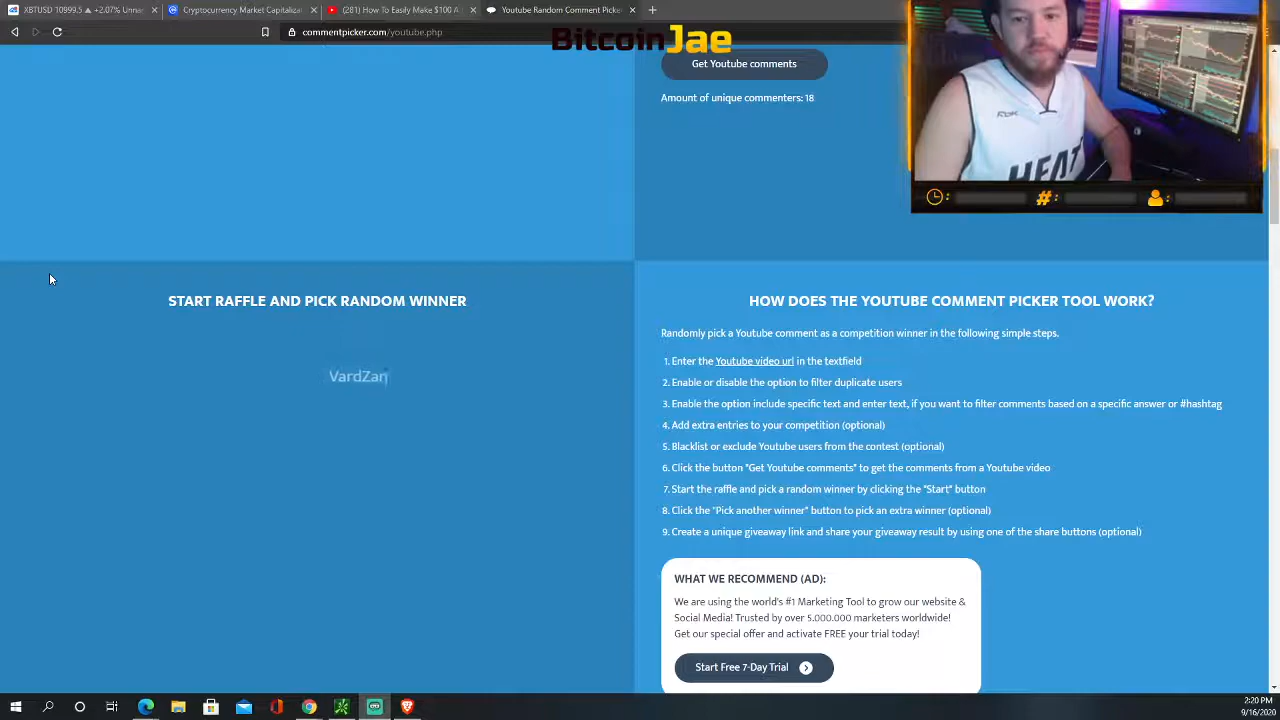 XBTUSD 10999.5 ▲ +2.07% Unna
Cryptocurrency Market Capitaliza
(281) How To Easily Make $100 A
Youtube Random Comment Picker
commentpicker.com/youtube.php
BitcoinJae
Get Youtube comments
Amount of unique commenters: 18
HEAT
START RAFFLE AND PICK RANDOM WINNER
VardZan
HOW DOES THE YOUTUBE COMMENT PICKER TOOL WORK?
Randomly pick a Youtube comment as a competition winner in the following simple steps.
1. Enter the Youtube video url in the textfield
2. Enable or disable the option to filter duplicate users
3. Enable the option include specific text and enter text, if you want to filter comments based on a specific answer or #hashtag
4. Add extra entries to your competition (optional)
5. Blacklist or exclude Youtube users from the contest (optional)
6. Click the button "Get Youtube comments" to get the comments from a Youtube video
7. Start the raffle and pick a random winner by clicking the "Start" button
8. Click the "Pick another winner" button to pick an extra winner (optional)
9. Create a unique giveaway link and share your giveaway result by using one of the share buttons (optional)
WHAT WE RECOMMEND (AD):
We are using the world's #1 Marketing Tool to grow our website &
Social Media! Trusted by over 5.000.000 marketers worldwide!
Get our special offer and activate FREE your trial today!
Start Free 7-Day Trial
2:20 PM
9/16/2020